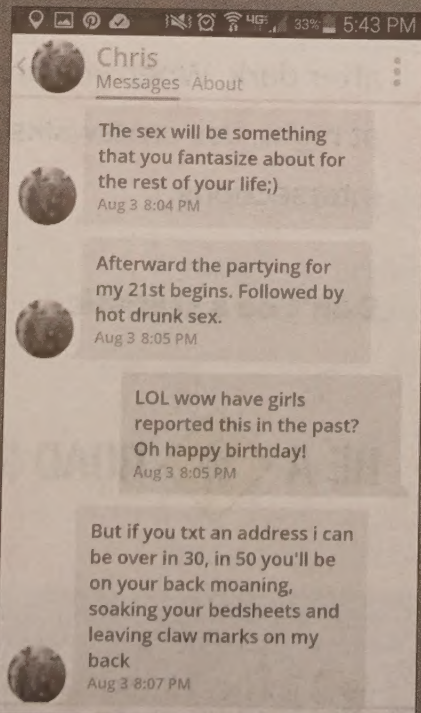 4G 33% 5:43 PM
Chris
Messages About
The sex will be something
that you fantasize about for
the rest of your life;)
Aug 3 8:04 PM
Afterward the partying for
my 21st begins. Followed by
hot drunk sex.
Aug 3 8:05 PM
LOL wow have girls
reported this in the past?
Oh happy birthday!
Aug 3 8:05 PM
But if you txt an address i can
be over in 30, in 50 you'll be
on your back moaning,
soaking your bedsheets and
leaving claw marks on my
back
Aug 3 8:07 PM